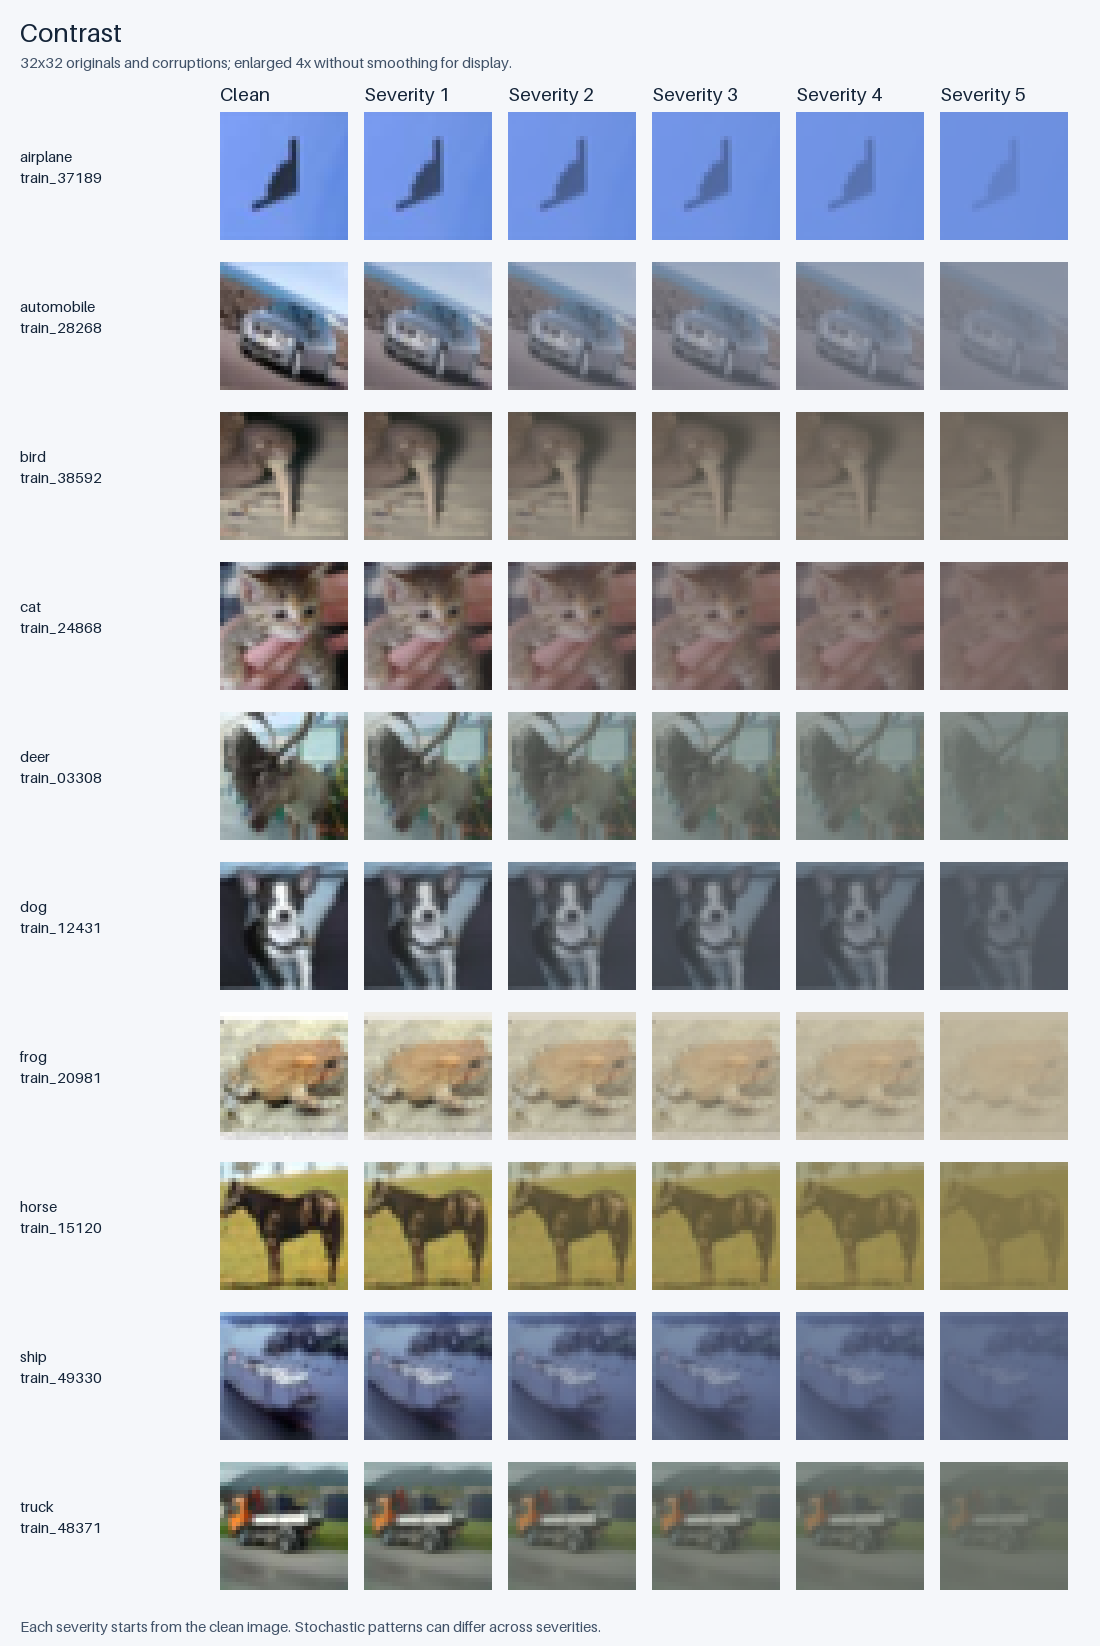 Contrast
32x32 originals and corruptions; enlarged 4x without smoothing for display.
Clean Severity 1 Severity 2 Severity 3 Severity 4 Severity 5
airplane
train_37189
automobile
train_28268
bird
train_38592
cat
train_24868
deer
train_03308
dog
train_12431
frog
train_20981
horse
train_15120
ship
train_49330
truck
train_48371
Each severity starts from the clean image. Stochastic patterns can differ across severities.